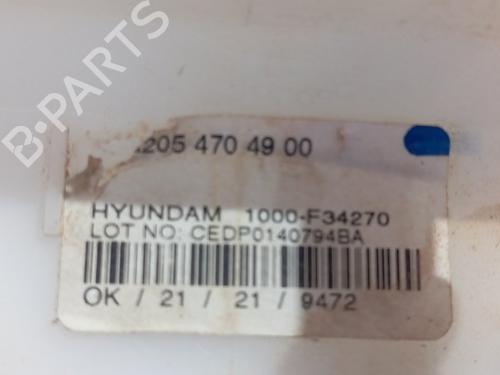 B-PARTS
205 470 49 00
HYUNDAM 1000-F34270
LOT NO: CEDP0140794BA
OK / 21 / 21 / 9472